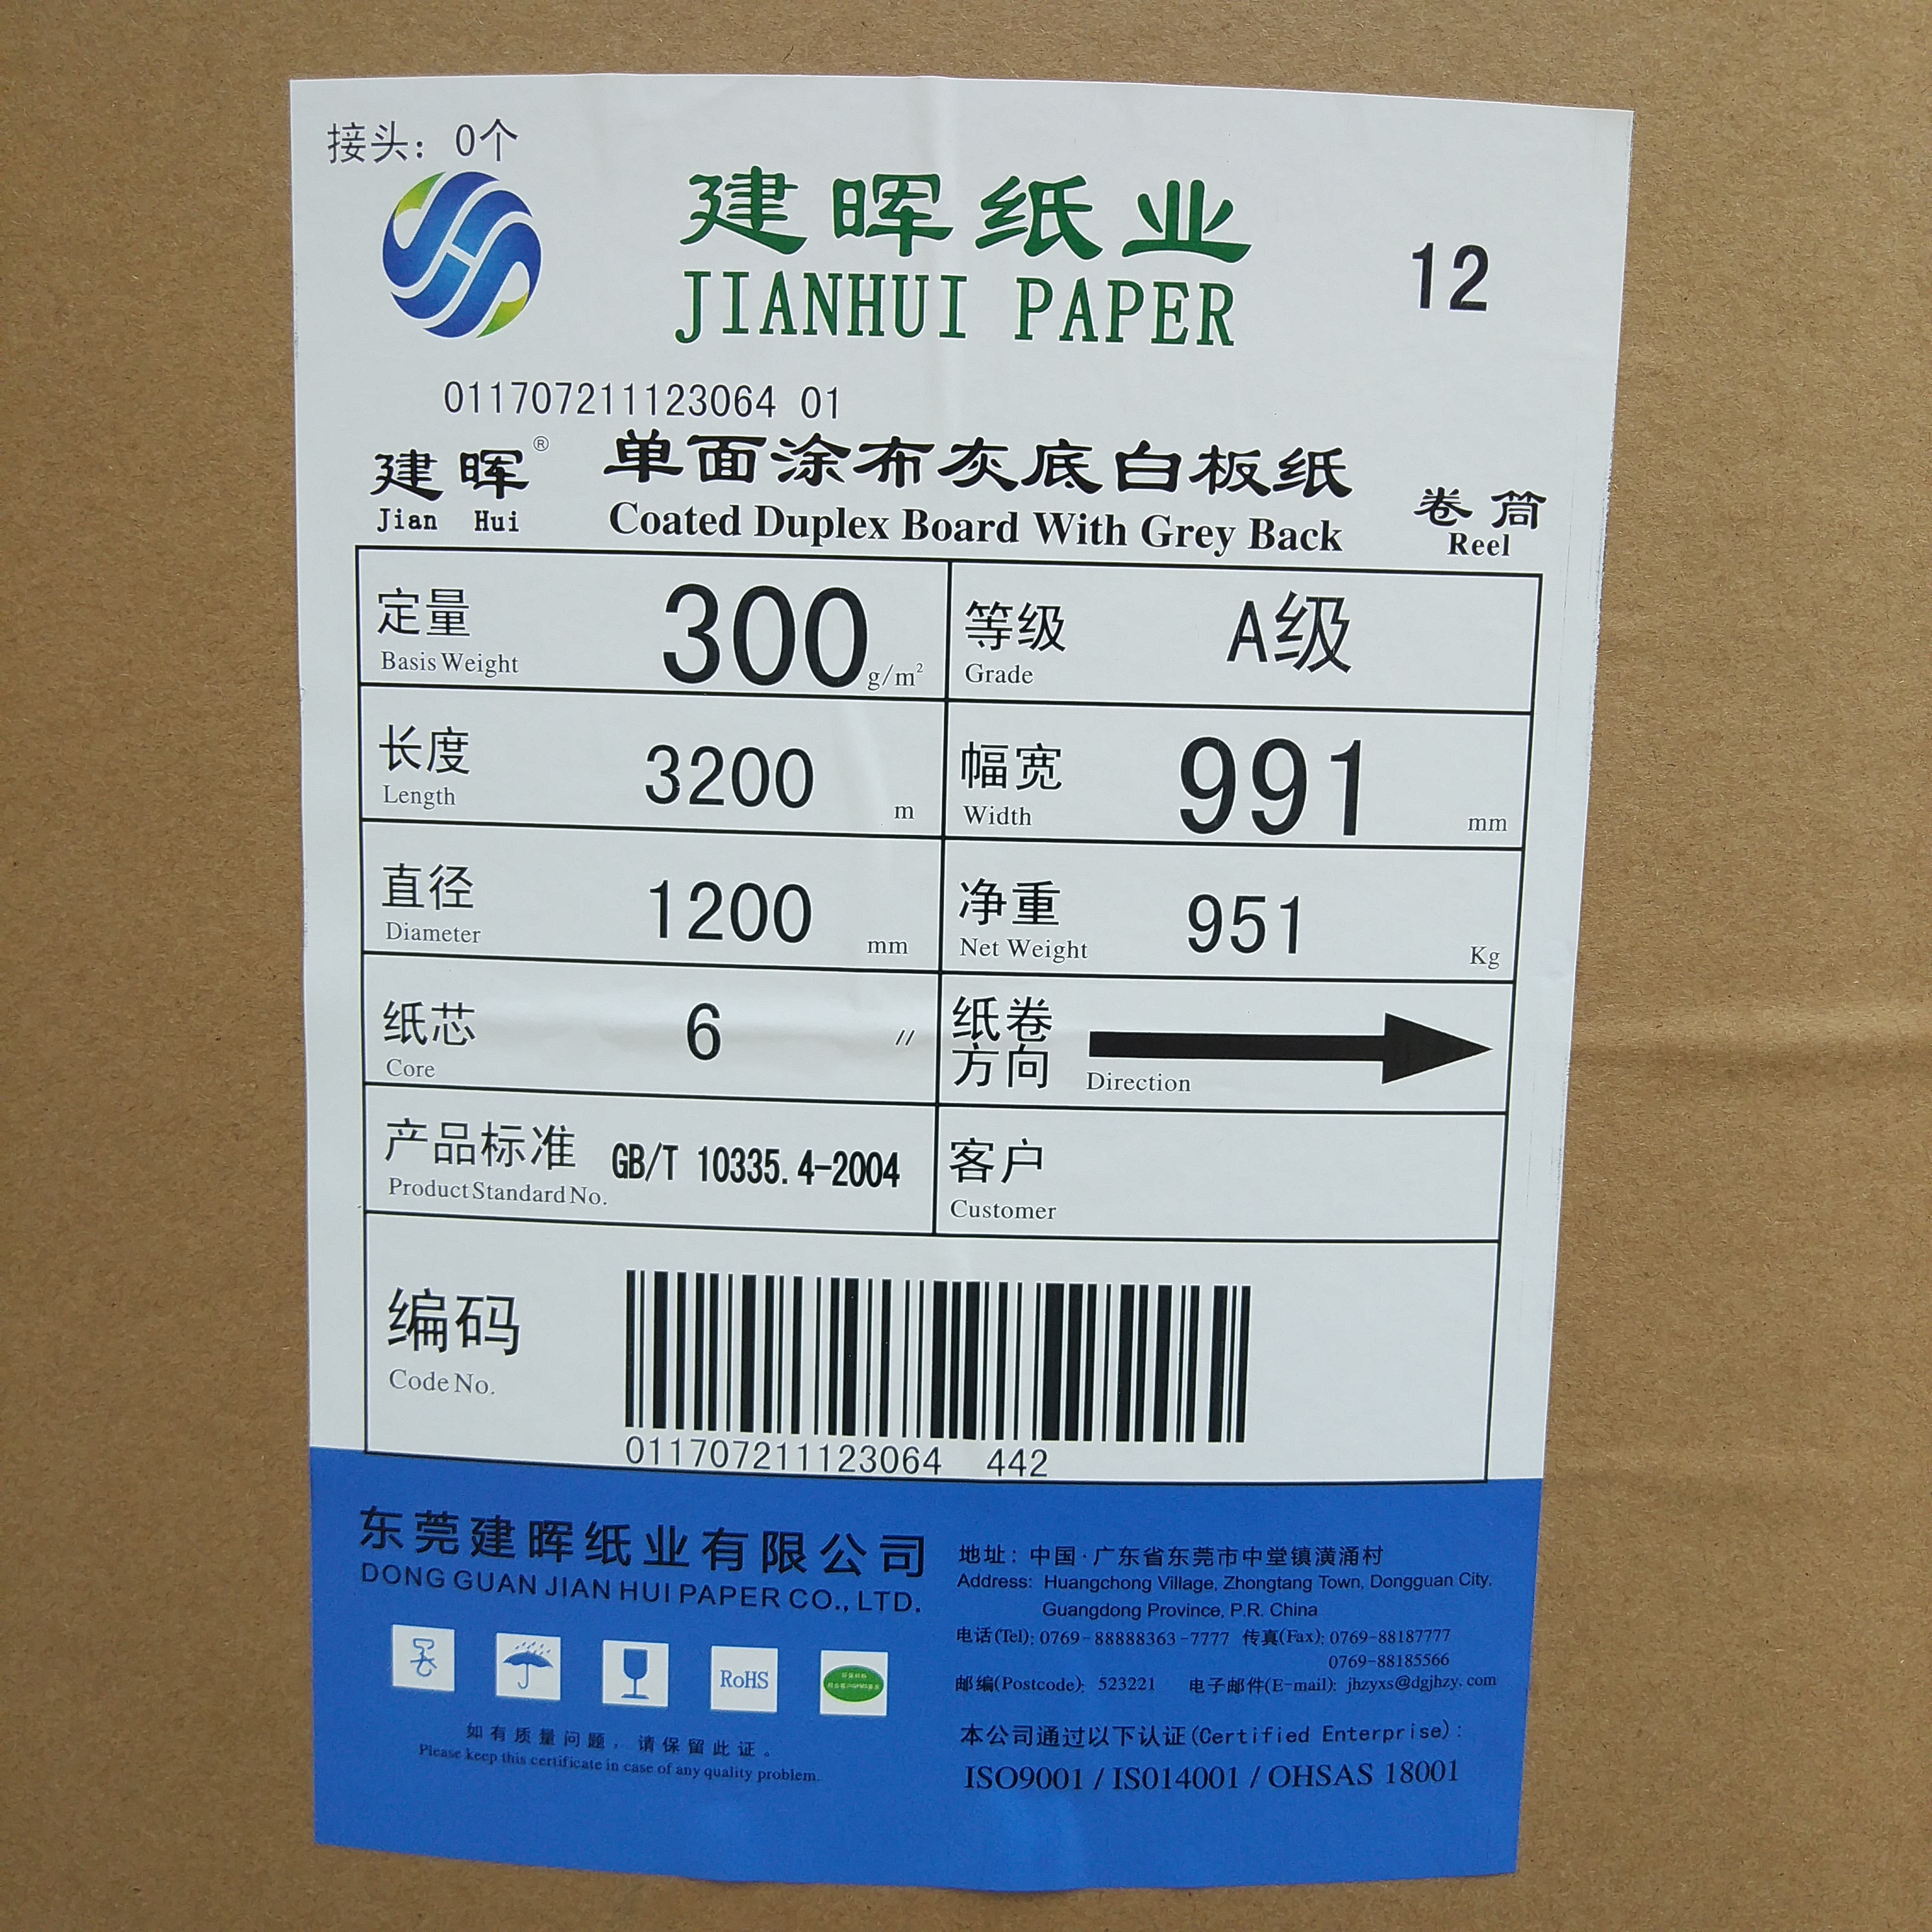 接头：0个
建晖纸业
JIANHUI PAPER
12
011707211123064 01
建晖®
Jian Hui
单面涂布灰底白板纸
Coated Duplex Board With Grey Back
卷筒
Reel
定量 300 g/m²
Basis Weight
等级 A级
Grade
长度 3200 m
Length
幅宽 991 mm
Width
直径 1200 mm
Diameter
净重 951 Kg
Net Weight
纸芯 6 〃
Core
纸卷
方向
Direction
产品标准 GB/T 10335.4-2004
Product Standard No.
客户
Customer
编码
Code No.
011707211123064 442
东莞建晖纸业有限公司
DONG GUAN JIAN HUI PAPER CO., LTD.
RoHS
如有质量问题，请保留此证。
Please keep this certificate in case of any quality problem.
地址：中国·广东省东莞市中堂镇潢涌村
Address: Huangchong Village, Zhongtang Town, Dongguan City,
Guangdong Province, P.R. China
电话(Tel): 0769-88888363-7777 传真(Fax): 0769-88187777
0769-88185566
邮编(Postcode): 523221 电子邮件(E-mail): jhzyxs@dgjhzy.com
本公司通过以下认证(Certified Enterprise):
ISO9001 / IS014001 / OHSAS 18001